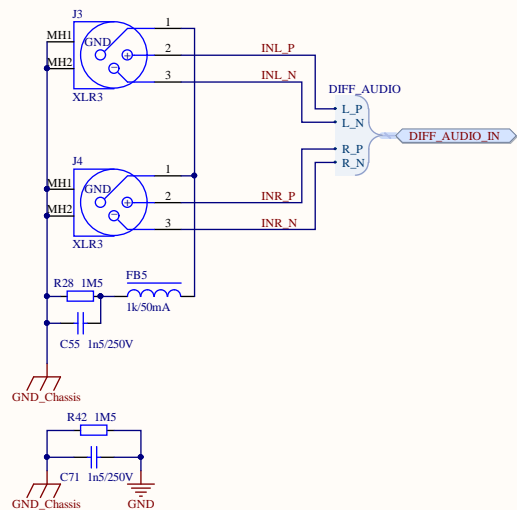 J3
1
MH1
GND
INL_P
2
MH2
INL_N
3
DIFF_AUDIO
XLR3
L_P
L_N
DIFF_AUDIO_IN
J4
R_P
R_N
1
MH1
GND
INR_P
2
MH2
INR_N
3
XLR3
FB5
R28 1M5
1k/50mA
C55 1n5/250V
GND_Chassis
R42 1M5
C71 1n5/250V
GND_Chassis
GND